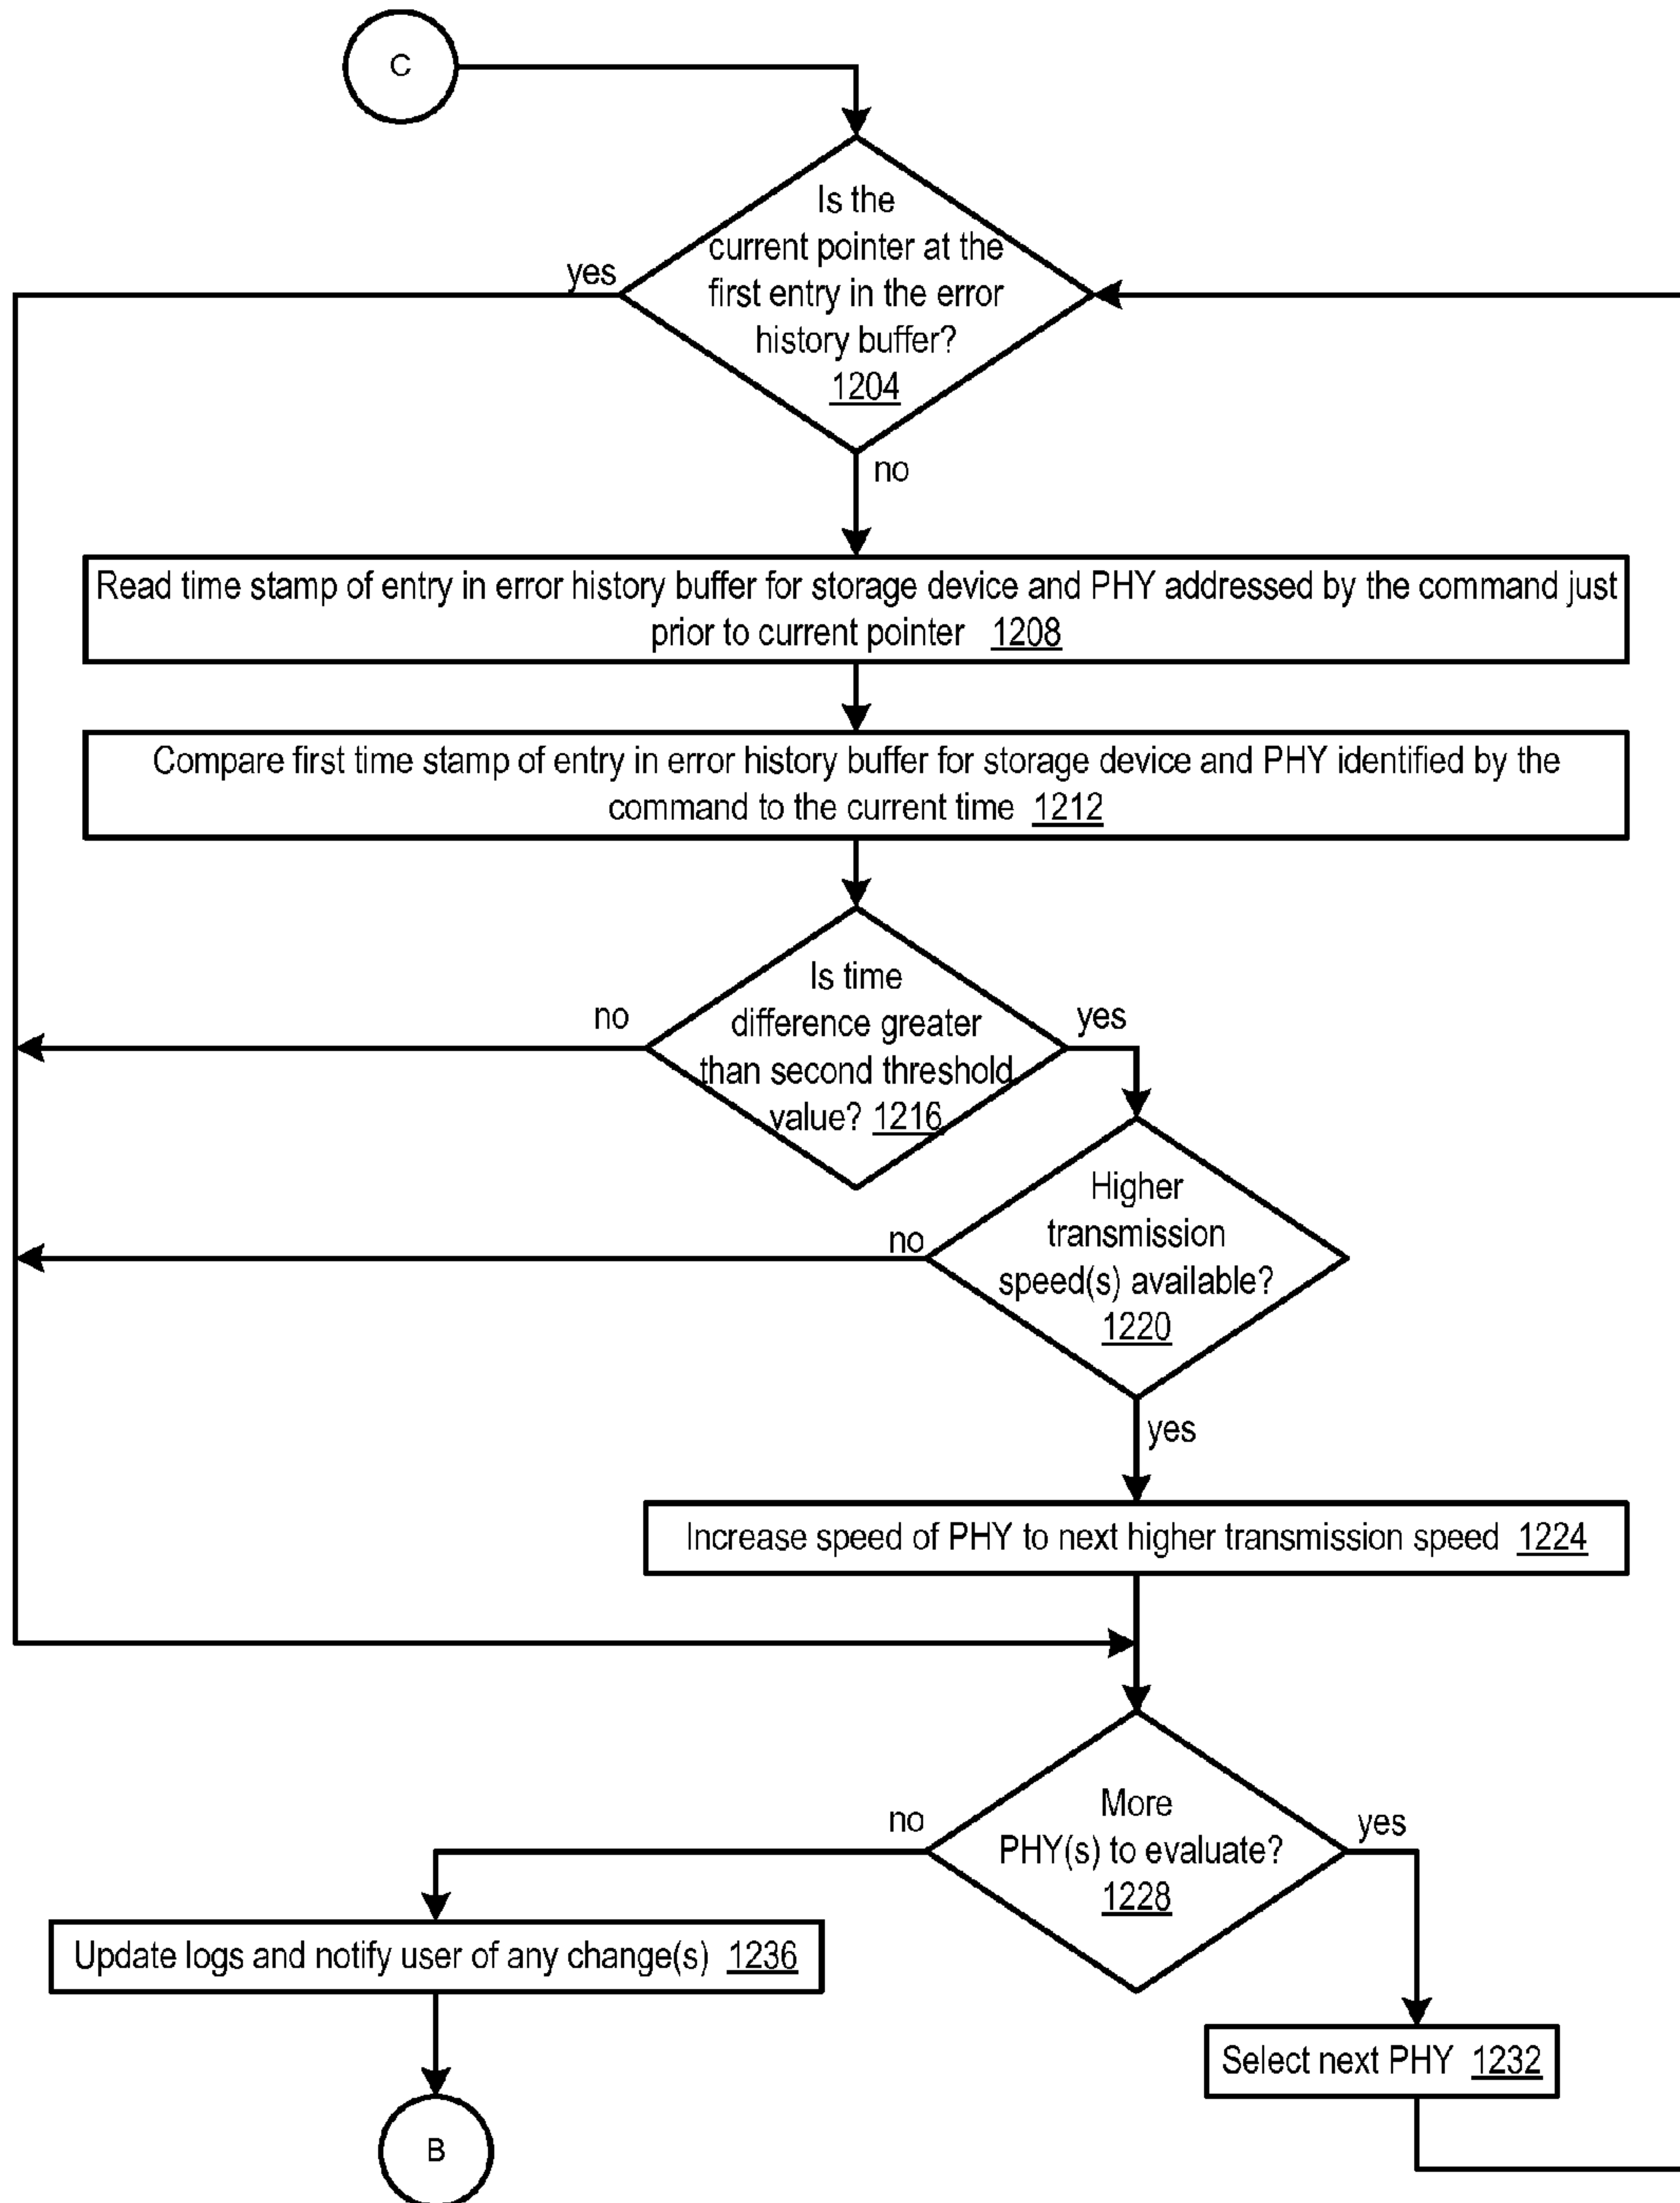 C
Is the
current pointer at the
first entry in the error
history buffer?
1204
yes
no
Read time stamp of entry in error history buffer for storage device and PHY addressed by the command just
prior to current pointer 1208
Compare first time stamp of entry in error history buffer for storage device and PHY identified by the
command to the current time 1212
Is time
difference greater
than second threshold
value? 1216
no
yes
Higher
transmission
speed(s) available?
1220
no
yes
Increase speed of PHY to next higher transmission speed 1224
More
PHY(s) to evaluate?
1228
no
yes
Update logs and notify user of any change(s) 1236
Select next PHY 1232
B